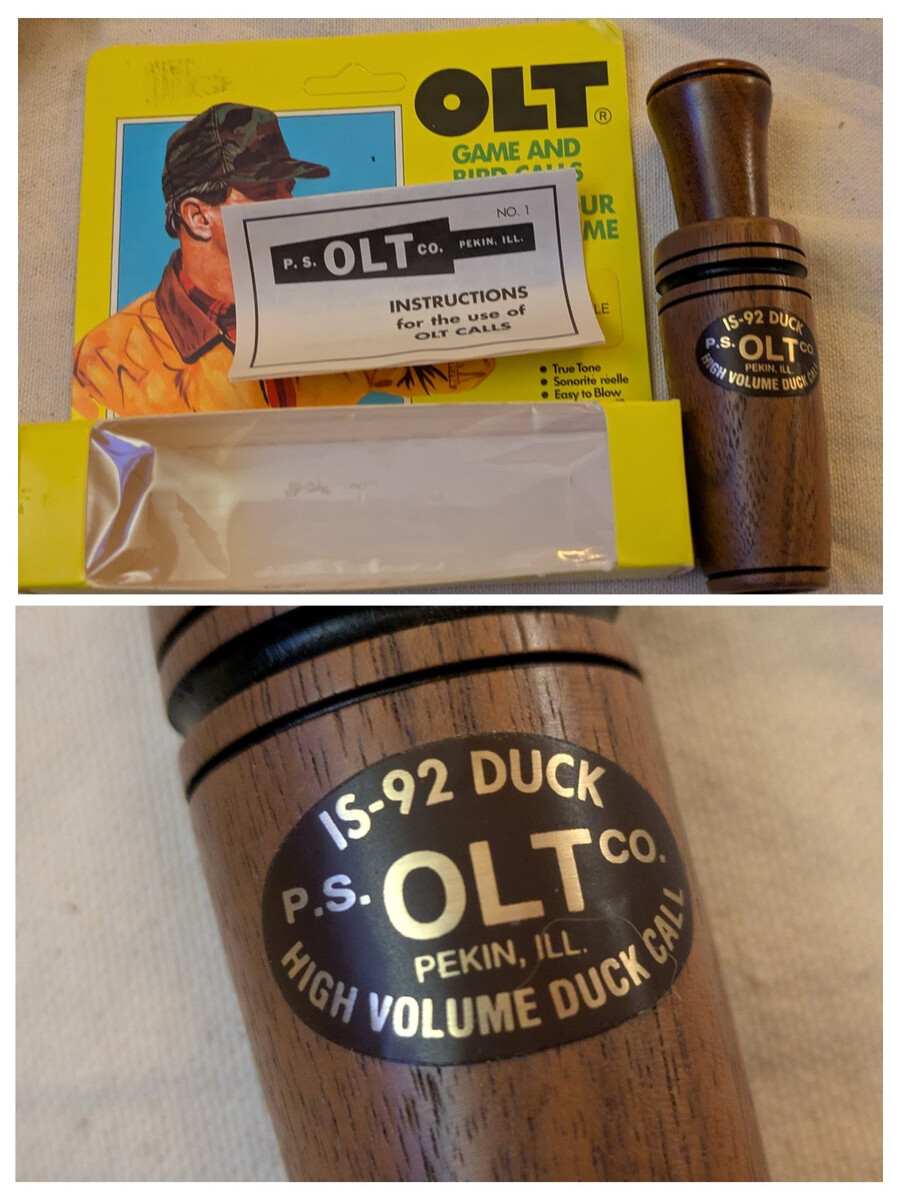 OLT®
GAME AND
BIRD CALLS
UR
ME
LE
NO. 1
P. S. OLT CO. PEKIN, ILL.
INSTRUCTIONS
for the use of
OLT CALLS
• True Tone
• Sonorité réelle
• Easy to Blow
IS-92 DUCK
P.S. OLT CO.
PEKIN, ILL.
HIGH VOLUME DUCK CALL
IS-92 DUCK
P.S. OLT CO.
PEKIN, ILL.
HIGH VOLUME DUCK CALL